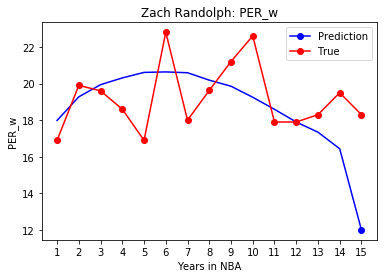 Zach Randolph: PER_w
Prediction
True
22
20
18
16
14
12
PER_w
1 2 3 4 5 6 7 8 9 10 11 12 13 14 15
Years in NBA